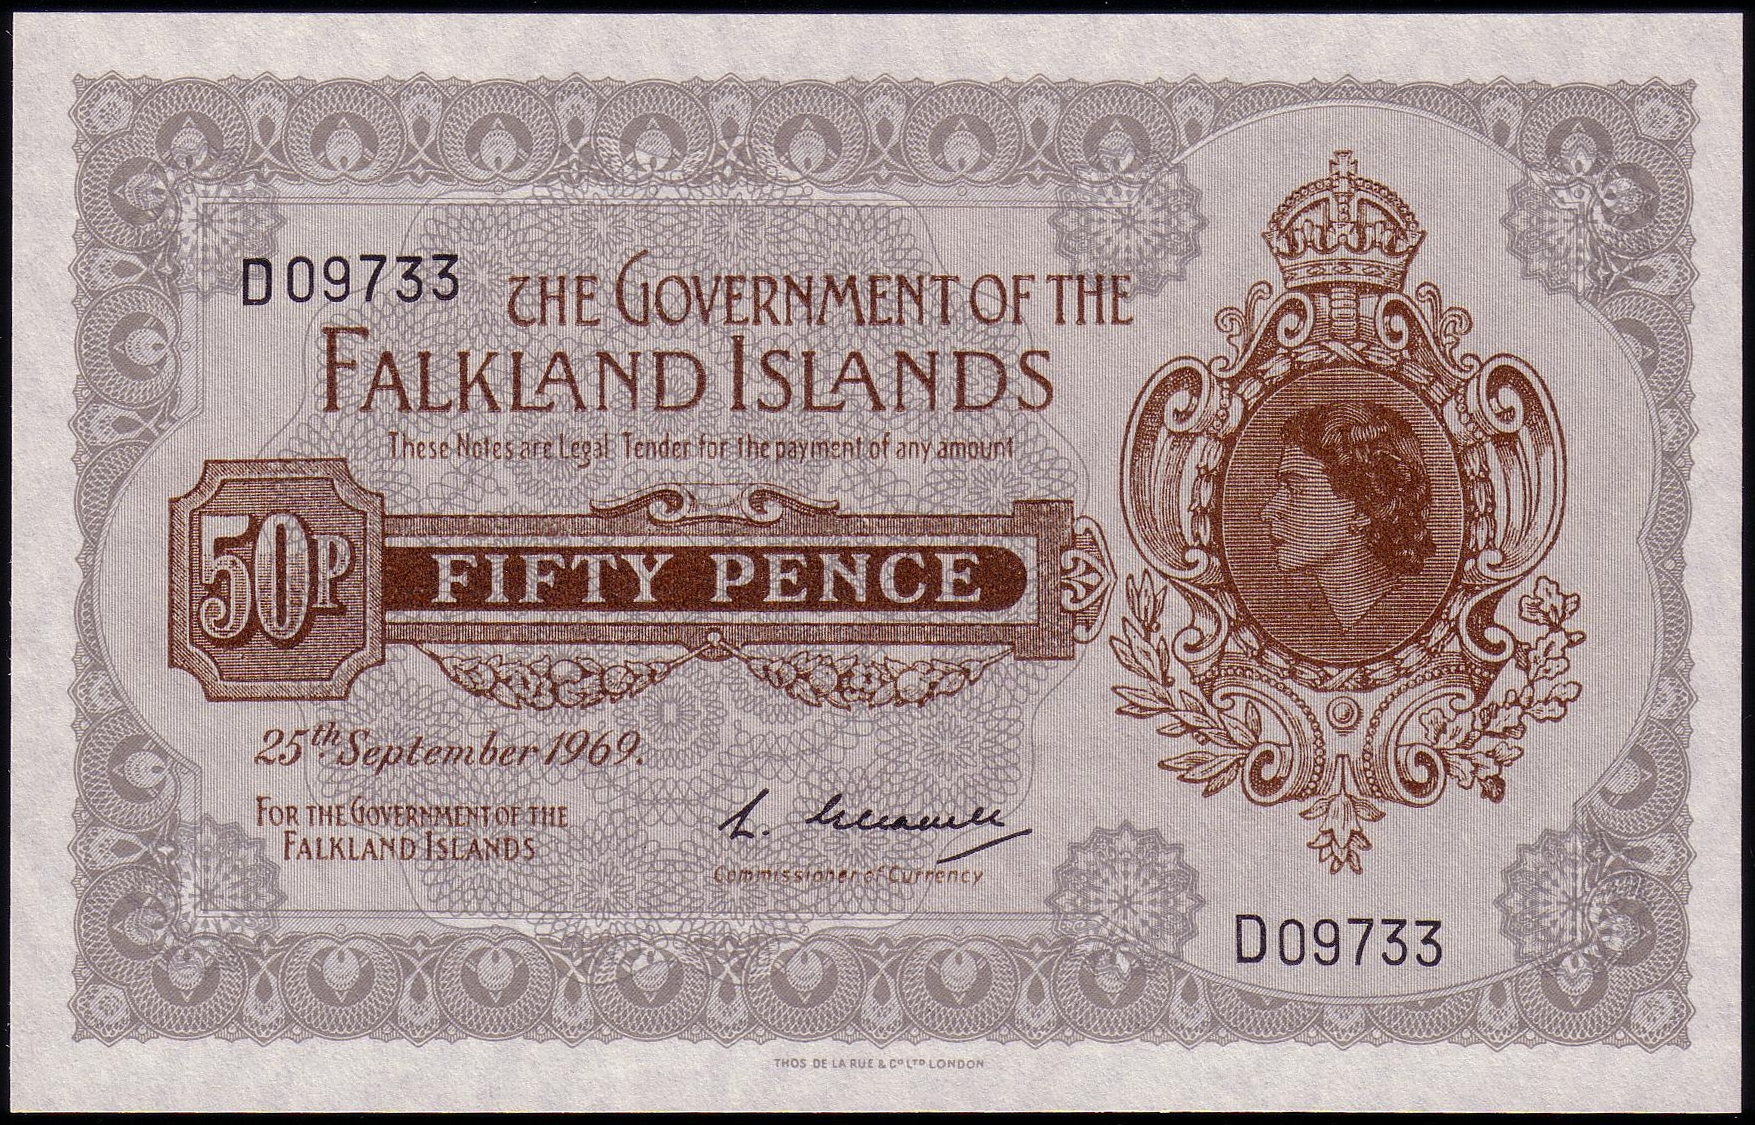 D09733
THE GOVERNMENT OF THE
FALKLAND ISLANDS
These Notes are Legal Tender for the payment of any amount
50P
FIFTY PENCE
25th September 1969.
FOR THE GOVERNMENT OF THE
FALKLAND ISLANDS
Commissioner of Currency
D09733
THOS DE LA RUE & Co LTD LONDON